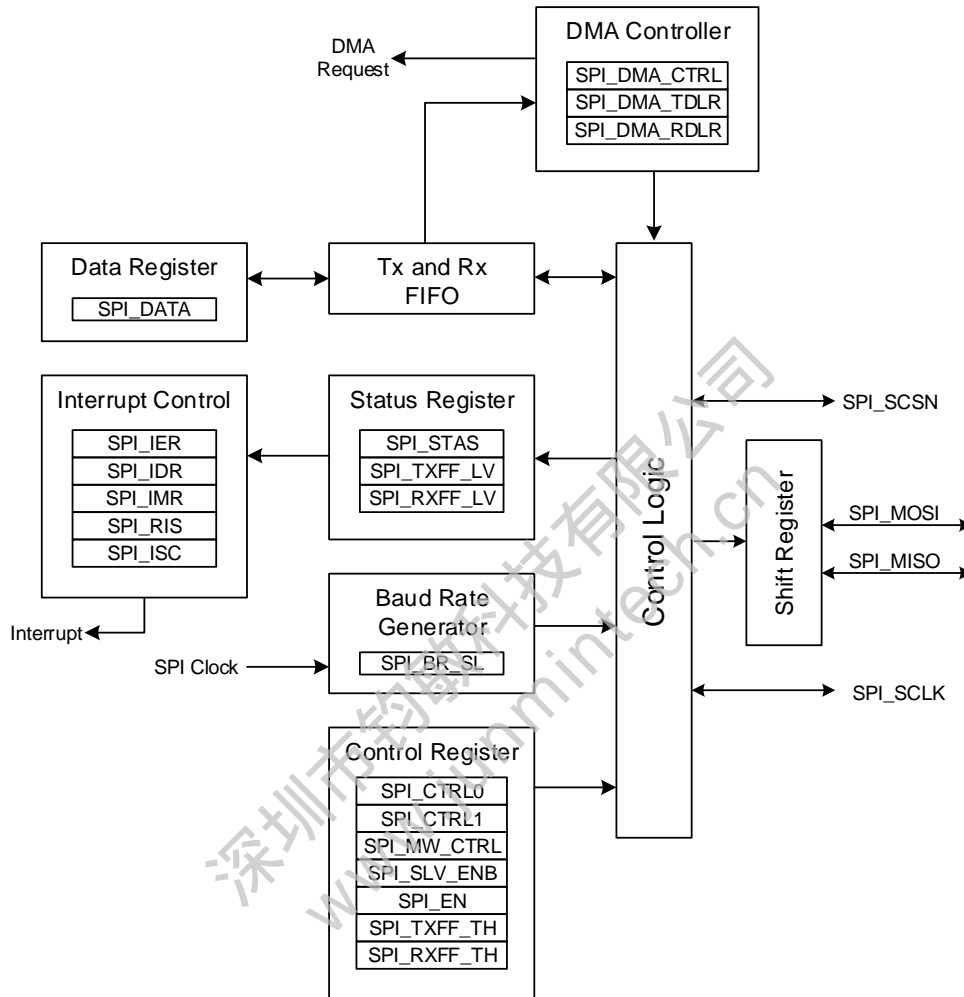 DMA Controller
DMA
Request
SPI_DMA_CTRL
SPI_DMA_TDLR
SPI_DMA_RDLR
Data Register
SPI_DATA
Tx and Rx
FIFO
Interrupt Control
SPI_IER
SPI_IDR
SPI_IMR
SPI_RIS
SPI_ISC
Interrupt
Status Register
SPI_STAS
SPI_TXFF_LV
SPI_RXFF_LV
Baud Rate
Generator
SPI_BR_SL
SPI Clock
Control Register
SPI_CTRL0
SPI_CTRL1
SPI_MW_CTRL
SPI_SLV_ENB
SPI_EN
SPI_TXFF_TH
SPI_RXFF_TH
Control Logic
Shift Register
SPI_SCSN
SPI_MOSI
SPI_MISO
SPI_SCLK
深圳市钧敏科技有限公司
www.junmintech.cn